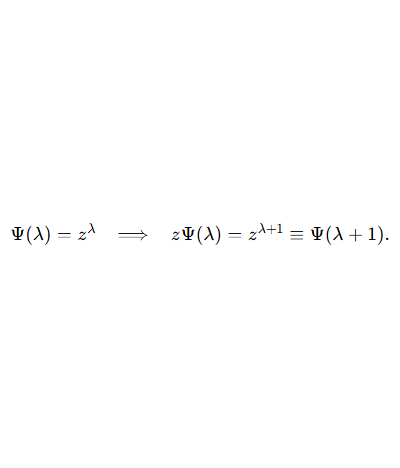 Ψ(λ) = z^λ ⟹ zΨ(λ) = z^{λ+1} ≡ Ψ(λ + 1).